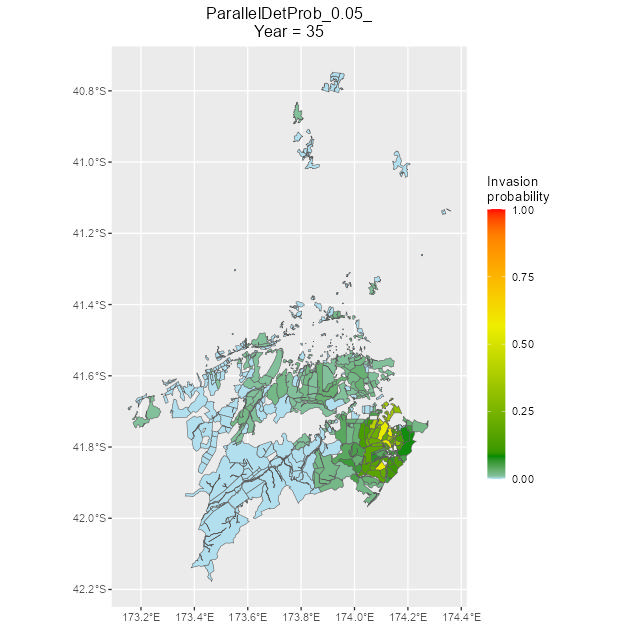 ParallelDetProb_0.05_
Year = 35
40.8°S
41.0°S
41.2°S
41.4°S
41.6°S
41.8°S
42.0°S
42.2°S
173.2°E 173.4°E 173.6°E 173.8°E 174.0°E 174.2°E 174.4°E
Invasion
probability
1.00
0.75
0.50
0.25
0.00